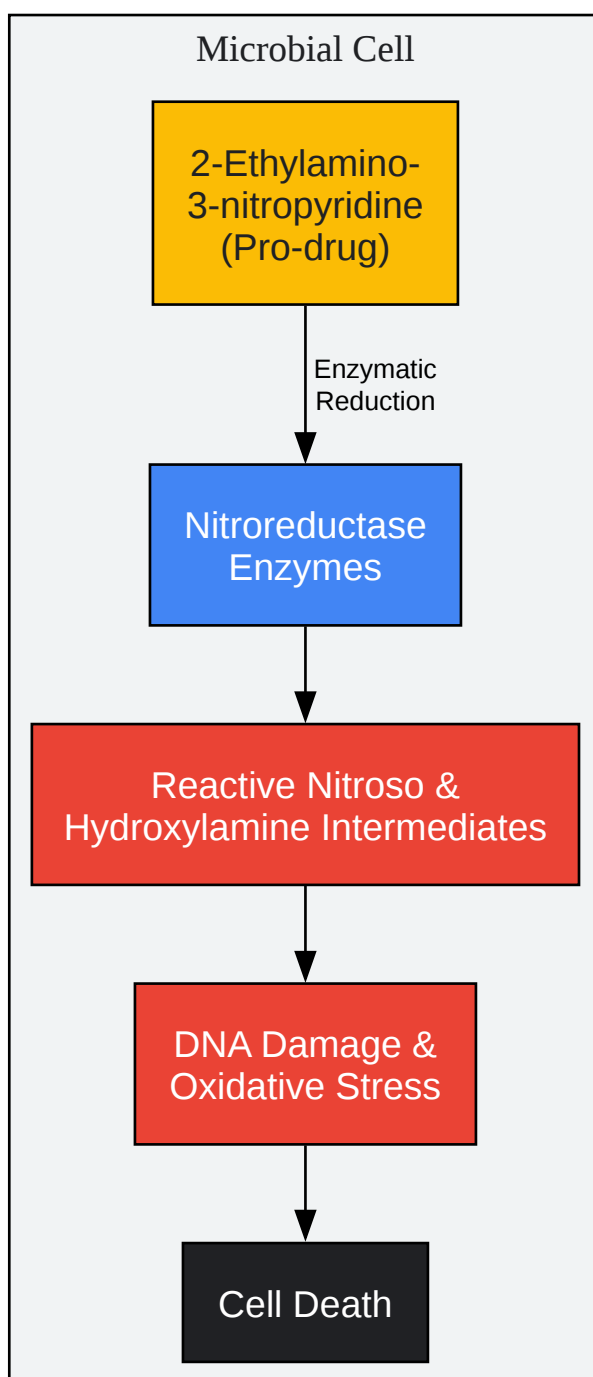 Microbial Cell
2-Ethylamino-
3-nitropyridine
(Pro-drug)
Enzymatic
Reduction
Nitroreductase
Enzymes
Reactive Nitroso &
Hydroxylamine Intermediates
DNA Damage &
Oxidative Stress
Cell Death